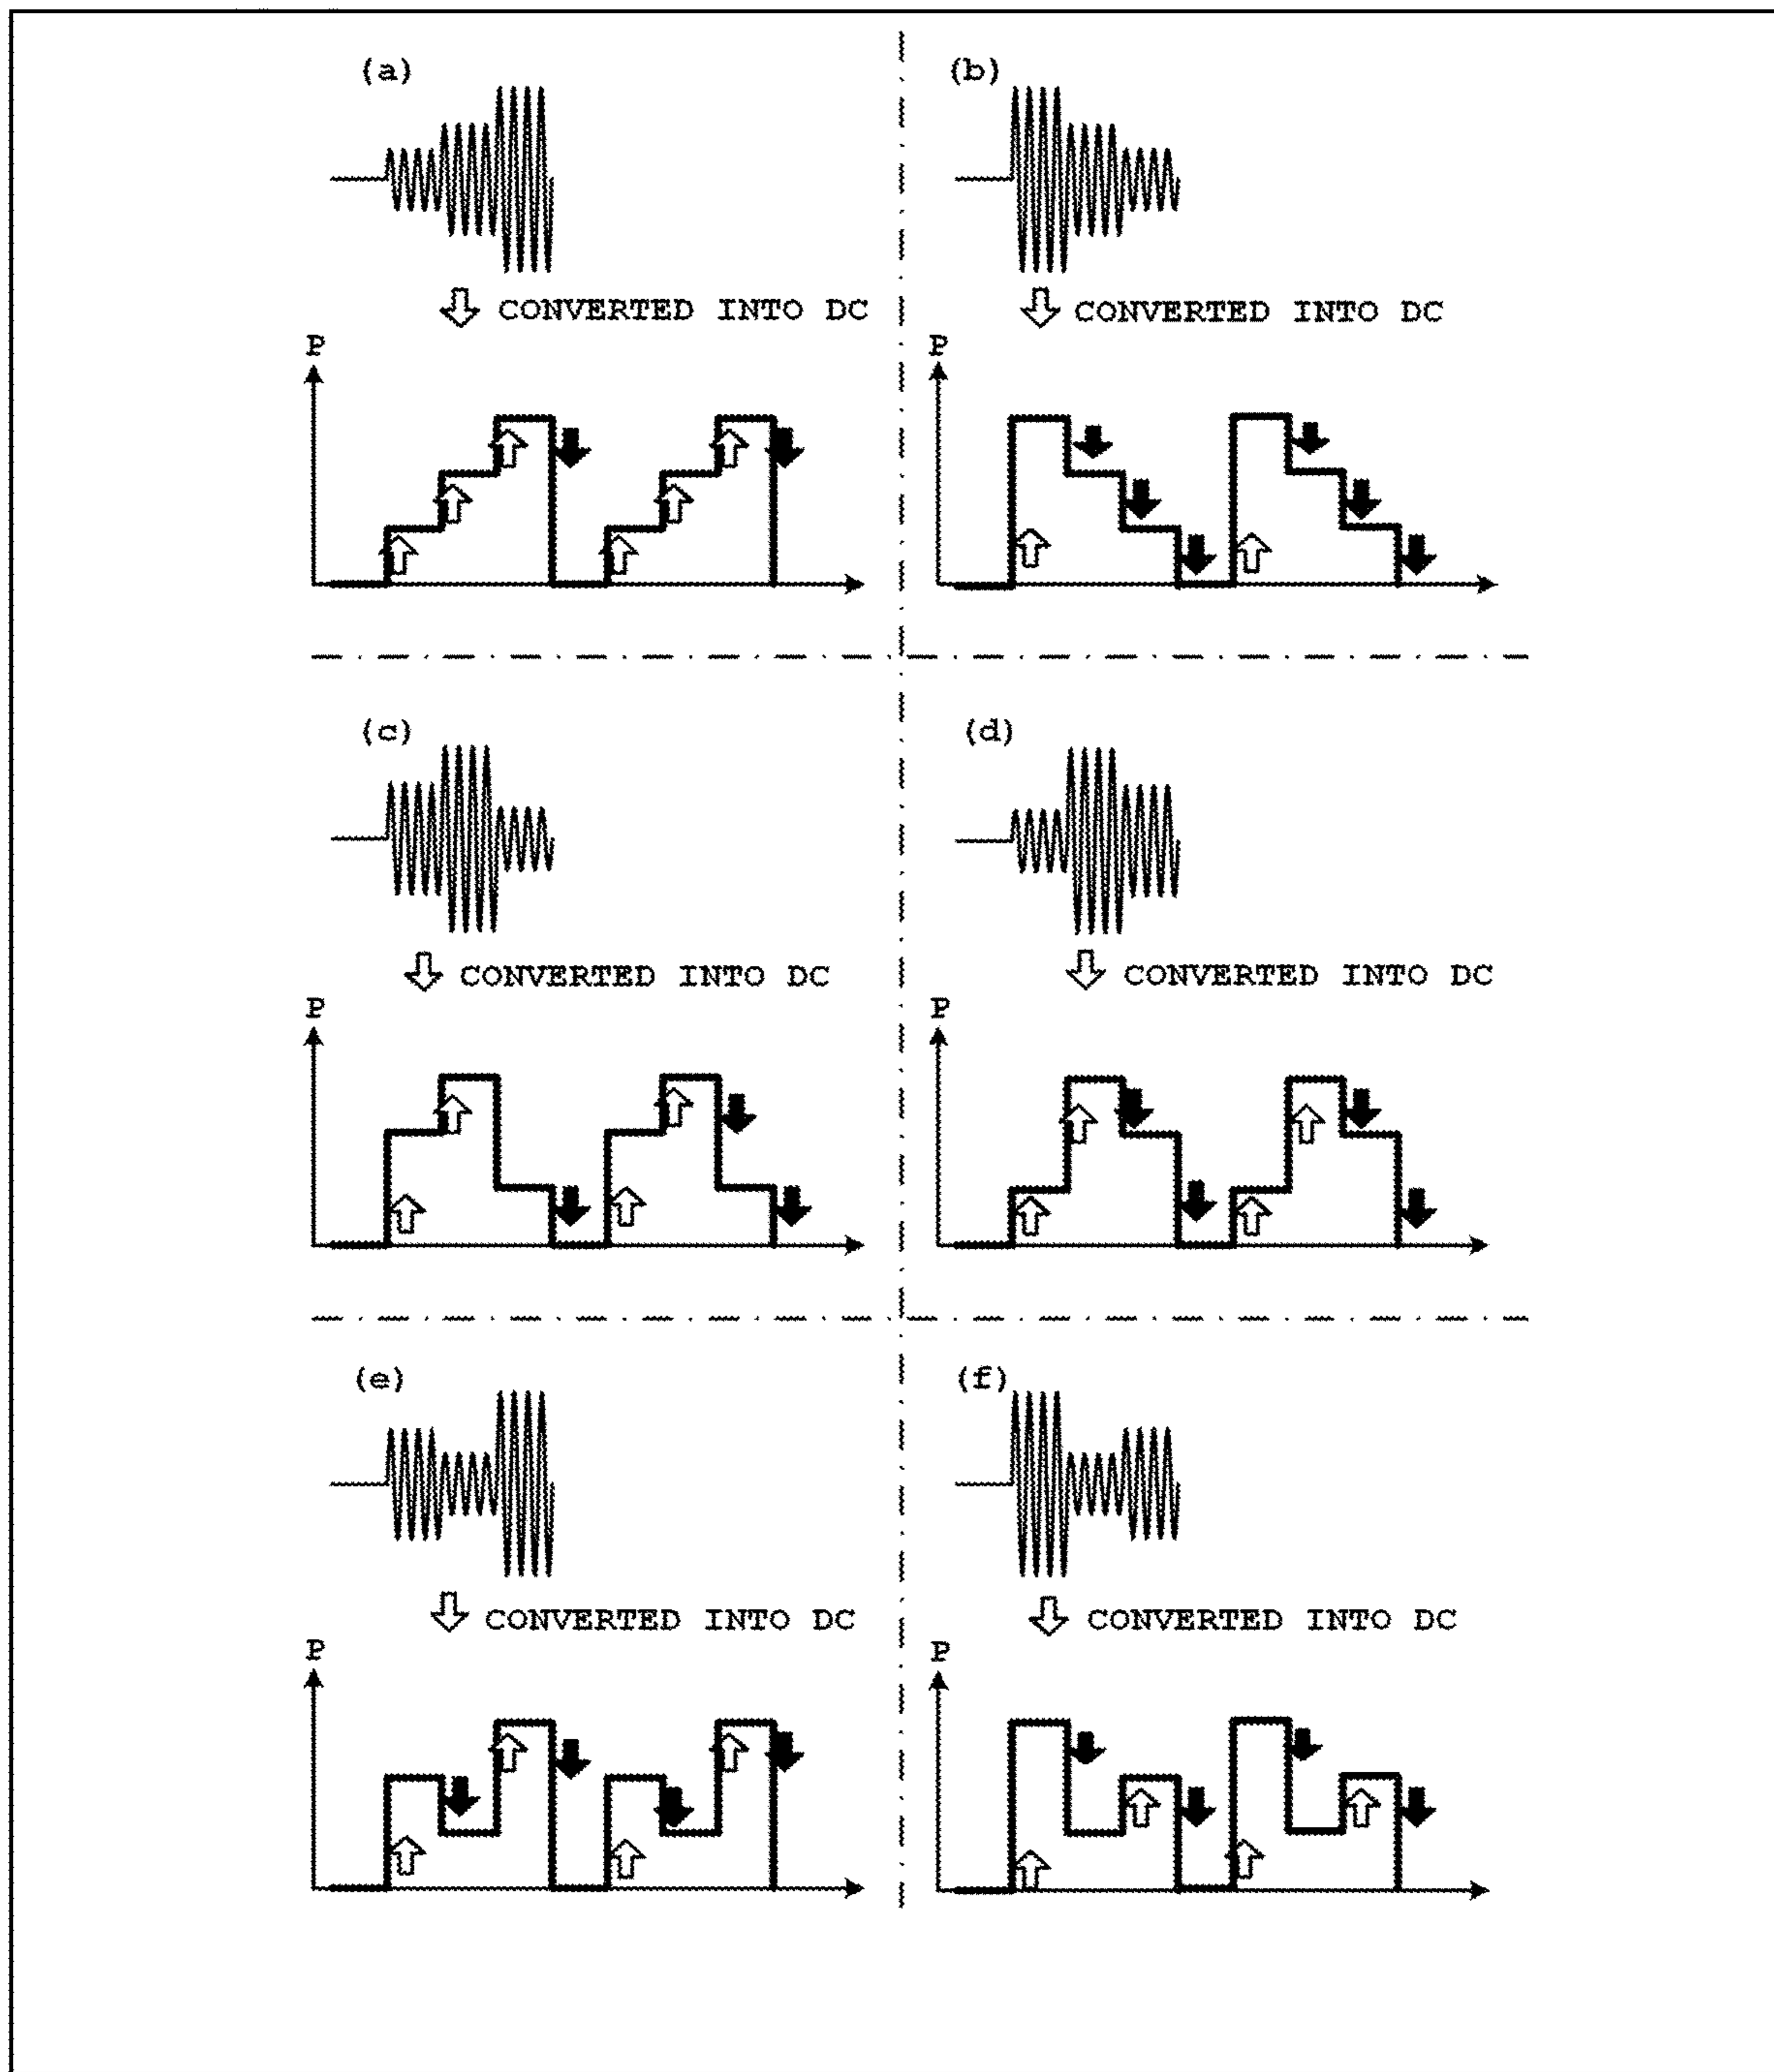 (a)
CONVERTED INTO DC
P
(b)
CONVERTED INTO DC
P
(c)
CONVERTED INTO DC
P
(d)
CONVERTED INTO DC
P
(e)
CONVERTED INTO DC
P
(f)
CONVERTED INTO DC
P